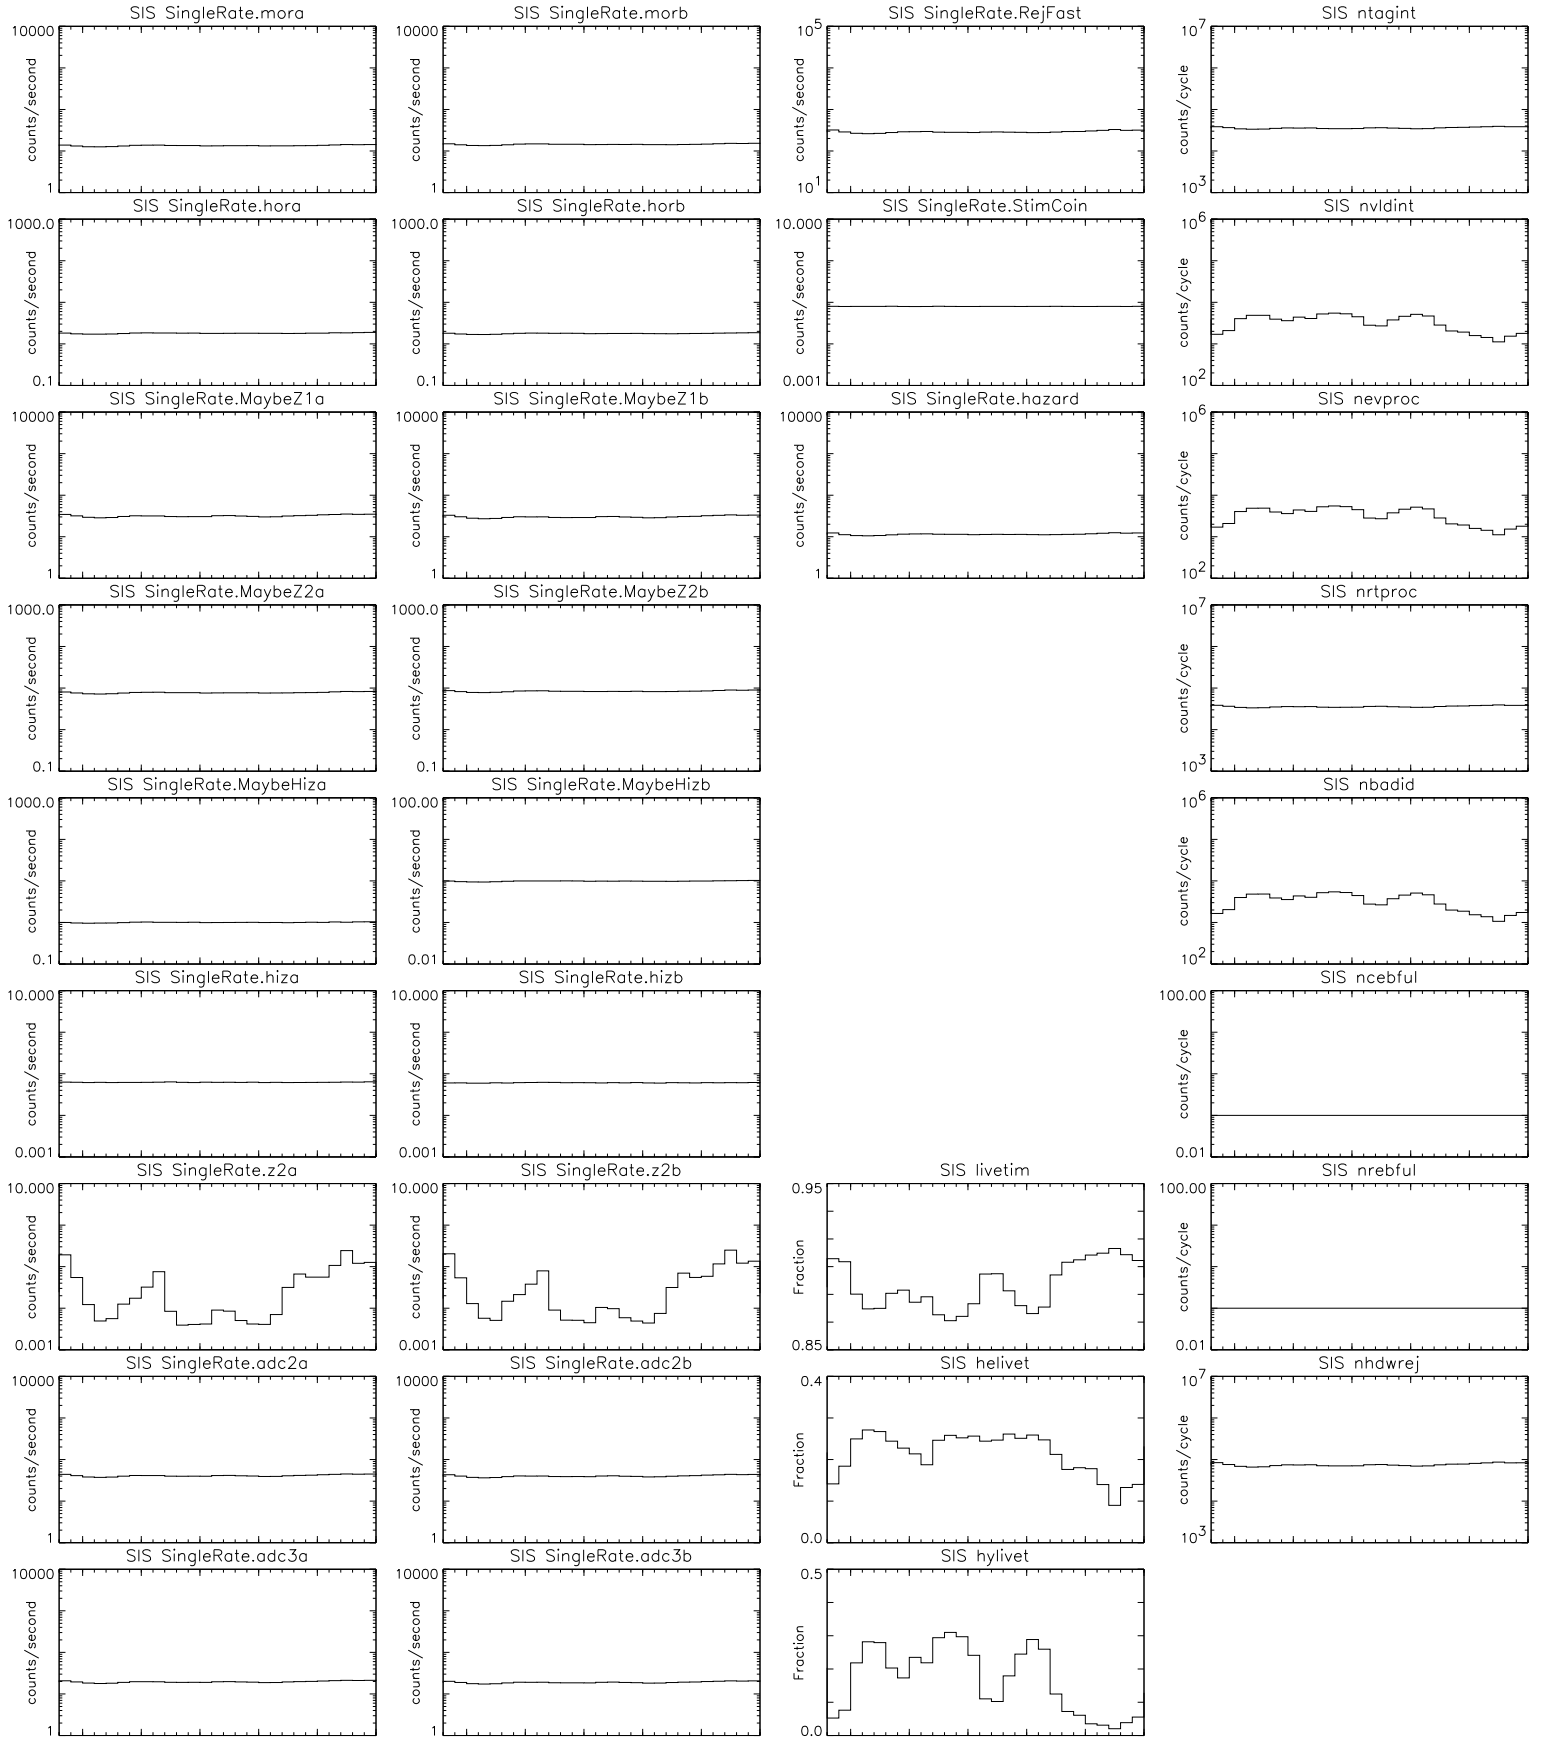 SIS SingleRate.mora
10000
counts/second
1
SIS SingleRate.morb
10000
counts/second
1
SIS SingleRate.RejFast
10^5
counts/second
10^1
SIS ntagint
10^7
counts/cycle
10^3
SIS SingleRate.hora
1000.0
counts/second
0.1
SIS SingleRate.horb
1000.0
counts/second
0.1
SIS SingleRate.StimCoin
10.000
counts/second
0.001
SIS nvldint
10^6
counts/cycle
10^2
SIS SingleRate.MaybeZ1a
10000
counts/second
1
SIS SingleRate.MaybeZ1b
10000
counts/second
1
SIS SingleRate.hazard
10000
counts/second
1
SIS nevproc
10^6
counts/cycle
10^2
SIS SingleRate.MaybeZ2a
1000.0
counts/second
0.1
SIS SingleRate.MaybeZ2b
1000.0
counts/second
0.1
SIS nrtproc
10^7
counts/cycle
10^3
SIS SingleRate.MaybeHiza
1000.0
counts/second
0.1
SIS SingleRate.MaybeHizb
100.00
counts/second
0.01
SIS nbadid
10^6
counts/cycle
10^2
SIS SingleRate.hiza
10.000
counts/second
0.001
SIS SingleRate.hizb
10.000
counts/second
0.001
SIS ncebful
100.00
counts/cycle
0.01
SIS SingleRate.z2a
10.000
counts/second
0.001
SIS SingleRate.z2b
10.000
counts/second
0.001
SIS livetim
0.95
Fraction
0.85
SIS nrebful
100.00
counts/cycle
0.01
SIS SingleRate.adc2a
10000
counts/second
1
SIS SingleRate.adc2b
10000
counts/second
1
SIS helivet
0.4
Fraction
0.0
SIS nhdwrej
10^7
counts/cycle
10^3
SIS SingleRate.adc3a
10000
counts/second
1
SIS SingleRate.adc3b
10000
counts/second
1
SIS hylivet
0.5
Fraction
0.0